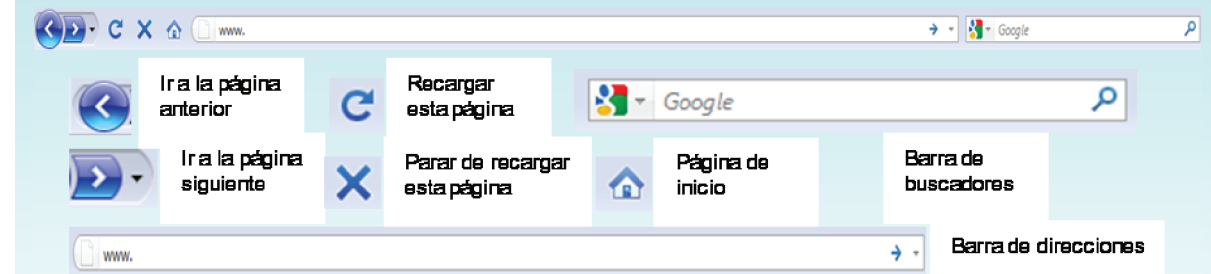 www.
Google
Ir a la página
anterior
Recargar
esta página
Google
Ir a la página
siguiente
Parar de recargar
esta página
Página de
inicio
Barra de
buscadores
www.
Barra de direcciones